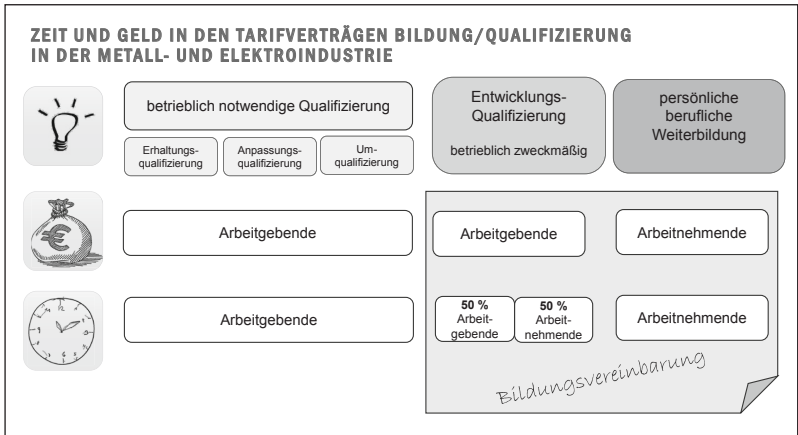 ZEIT UND GELD IN DEN TARIFVERTRÄGEN BILDUNG/QUALIFIZIERUNG
IN DER METALL- UND ELEKTROINDUSTRIE
betrieblich notwendige Qualifizierung
Erhaltungs-
qualifizierung
Anpassungs-
qualifizierung
Um-
qualifizierung
Entwicklungs-
Qualifizierung
betrieblich zweckmäßig
persönliche
berufliche
Weiterbildung
€
Arbeitgebende
Arbeitgebende
Arbeitnehmende
Arbeitgebende
50 %
Arbeit-
gebende
50 %
Arbeit-
nehmende
Arbeitnehmende
Bildungsvereinbarung